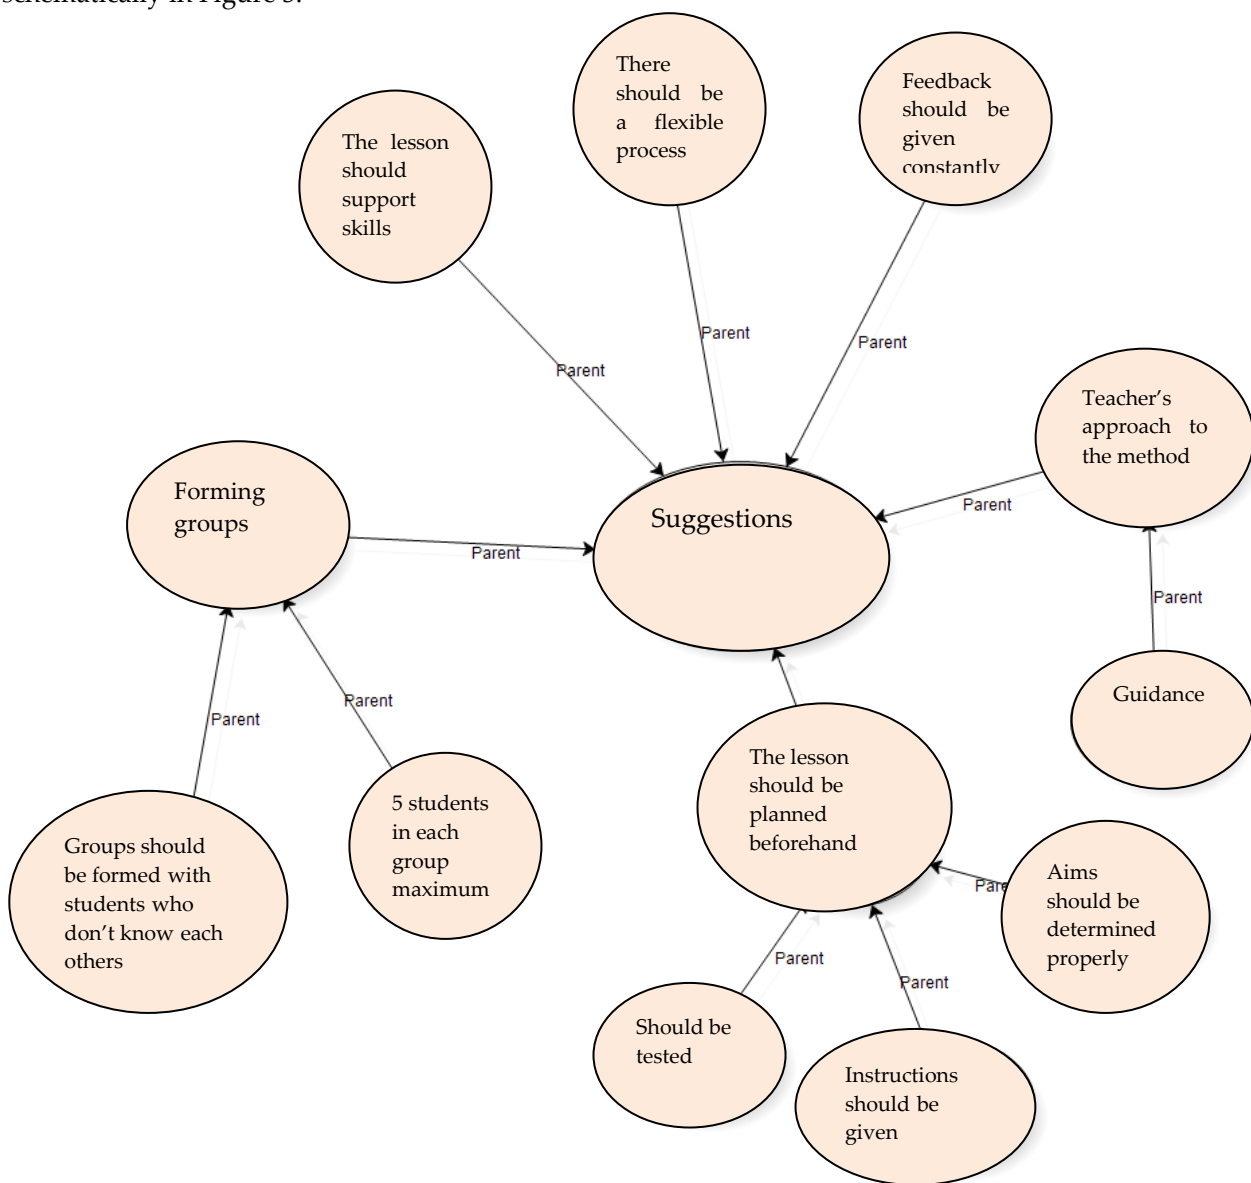 schematically in Figure 3.
There
should be
a flexible
process
Feedback
should be
given
constantly
The lesson
should
support
skills
Parent
Parent
Parent
Teacher's
approach to
the method
Forming
groups
Suggestions
Parent
Parent
Parent
Guidance
Parent
Parent
The lesson
should be
planned
beforehand
5 students
in each
group
maximum
Groups should
be formed with
students who
don't know each
others
Aims
should be
determined
properly
Parent
Parent
Should be
tested
Instructions
should be
given